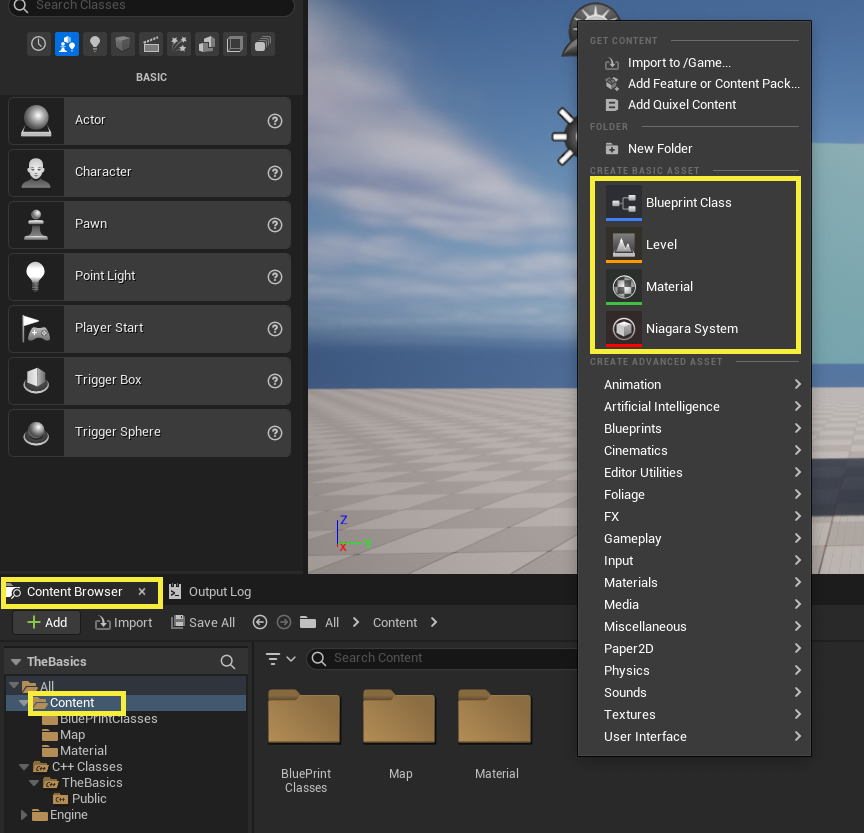 Search Classes
BASIC
Actor
Character
Pawn
Point Light
Player Start
Trigger Box
Trigger Sphere
GET CONTENT
Import to /Game...
Add Feature or Content Pack...
Add Quixel Content
FOLDER
New Folder
CREATE BASIC ASSET
Blueprint Class
Level
Material
Niagara System
CREATE ADVANCED ASSET
Animation
Artificial Intelligence
Blueprints
Cinematics
Editor Utilities
Foliage
FX
Gameplay
Input
Materials
Media
Miscellaneous
Paper2D
Physics
Sounds
Textures
User Interface
Z
X
Content Browser
Output Log
Add
Import
Save All
All
Content
TheBasics
Search Content
All
Content
BluePrintClasses
Map
Material
C++ Classes
TheBasics
Public
Engine
BluePrint
Classes
Map
Material